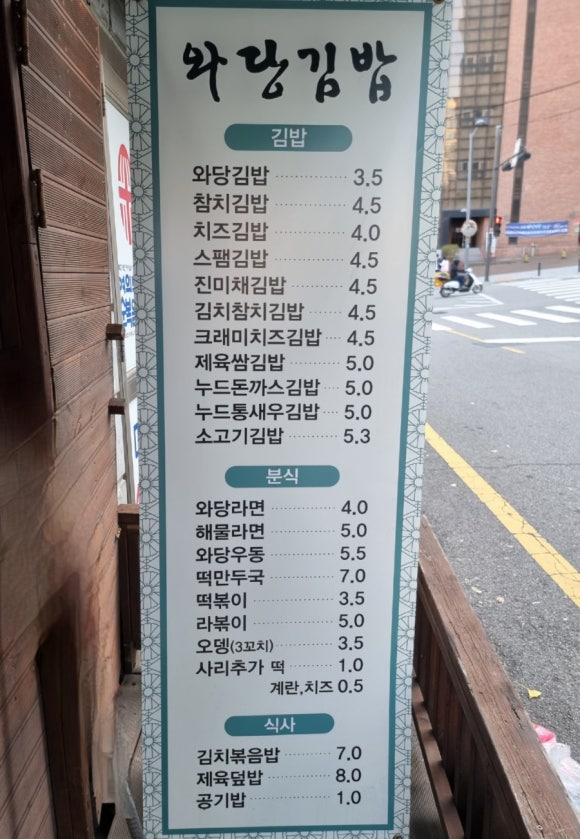 와당김밥
김밥
와당김밥 3.5
참치김밥 4.5
치즈김밥 4.0
스팸김밥 4.5
진미채김밥 4.5
김치참치김밥 4.5
크래미치즈김밥 4.5
제육쌈김밥 5.0
누드돈까스김밥 5.0
누드통새우김밥 5.0
소고기김밥 5.3
분식
와당라면 4.0
해물라면 5.0
와당우동 5.5
떡만두국 7.0
떡볶이 3.5
라볶이 5.0
오뎅(3꼬치) 3.5
사리추가 떡 1.0
계란,치즈 0.5
식사
김치볶음밥 7.0
제육덮밥 8.0
공기밥 1.0